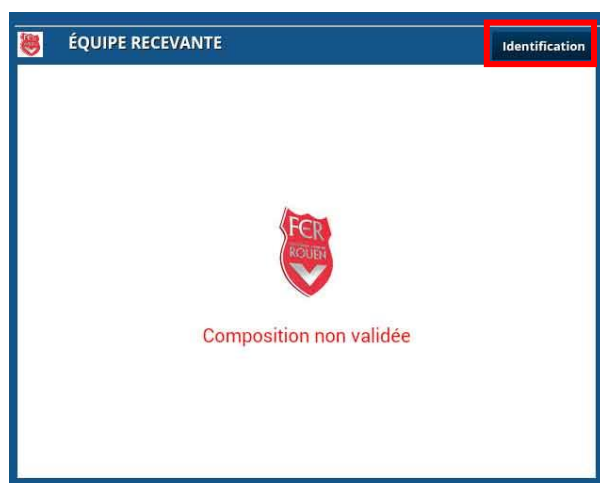 ÉQUIPE RECEVANTE
Identification
FCR
ROUEN
Composition non validée